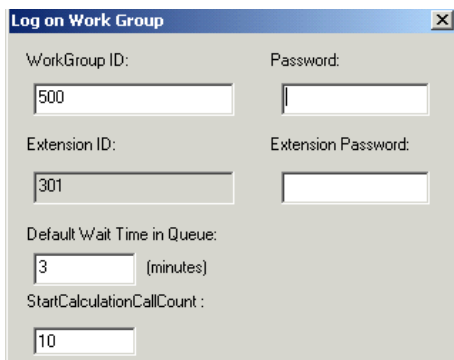 Log on Work Group
WorkGroup ID: Password:
500
Extension ID: Extension Password:
301
Default Wait Time in Queue:
3 (minutes)
StartCalculationCallCount :
10